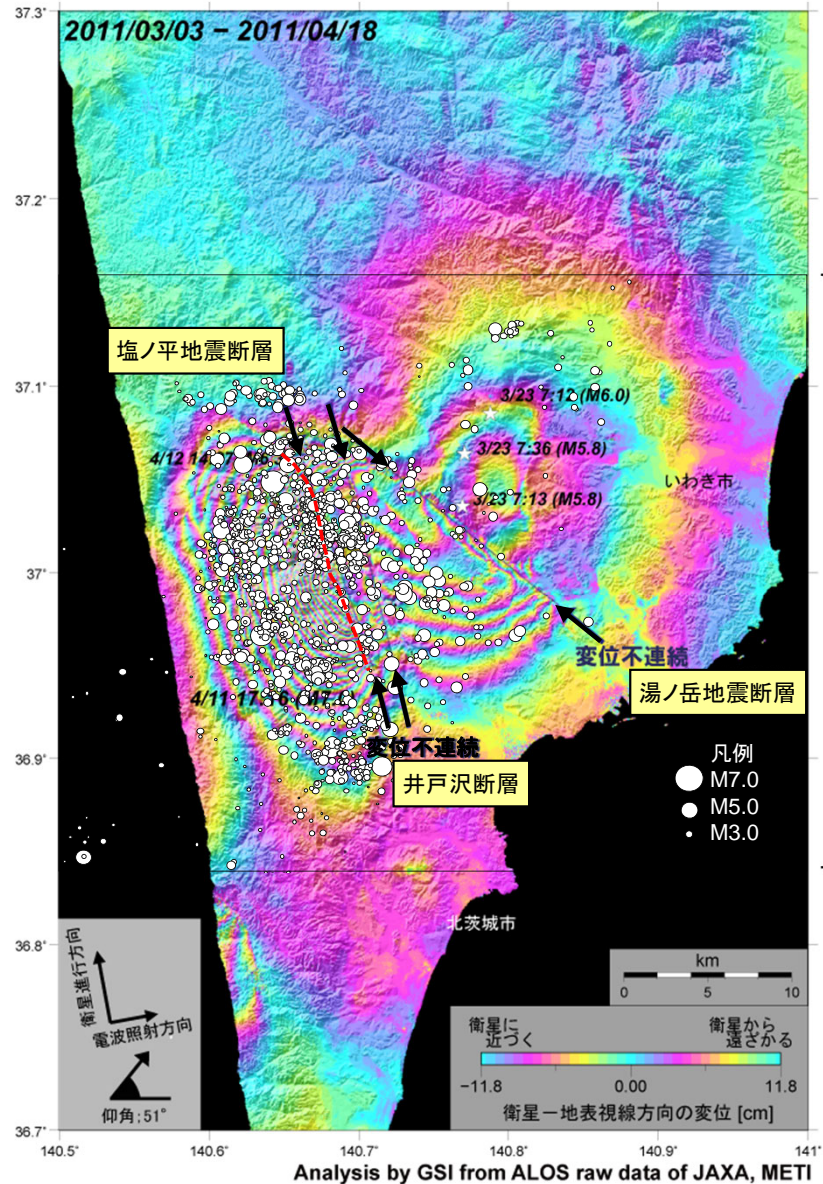 37.3°
2011/03/03 – 2011/04/18
37.2°
塩ノ平地震断層
37.1°
3/23 7:12 (M6.0)
3/23 7:36 (M5.8)
いわき市
3/23 7:13 (M5.8)
37°
変位不連続
湯ノ岳地震断層
変位不連続
井戸沢断層
36.9°
凡例
M7.0
M5.0
M3.0
36.8°
北茨城市
衛星進行方向
電波照射方向
仰角;51°
km
0 5 10
衛星に
近づく
衛星から
遠ざかる
−11.8 0.00 11.8
衛星ー地表視線方向の変位 [cm]
36.7°
140.5° 140.6° 140.7° 140.8° 140.9° 141°
Analysis by GSI from ALOS raw data of JAXA, METI